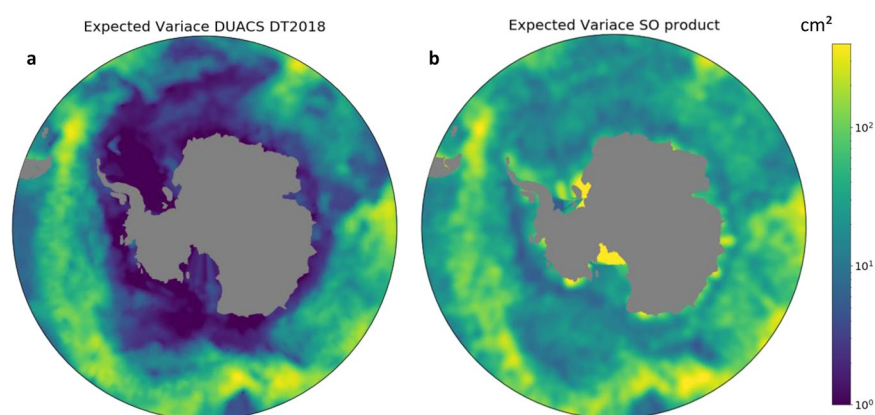 Expected Variace DUACS DT2018
Expected Variace SO product
cm²
a
b
10²
10¹
10⁰